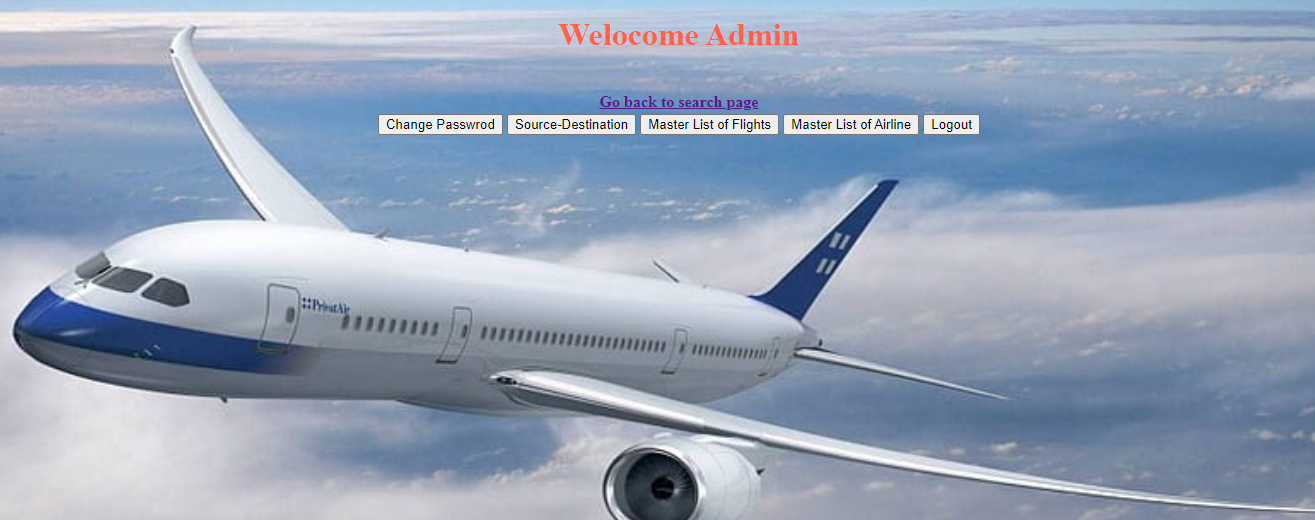 Welocome Admin
Go back to search page
Change Passwrod Source-Destination Master List of Flights Master List of Airline Logout
PrivatAir